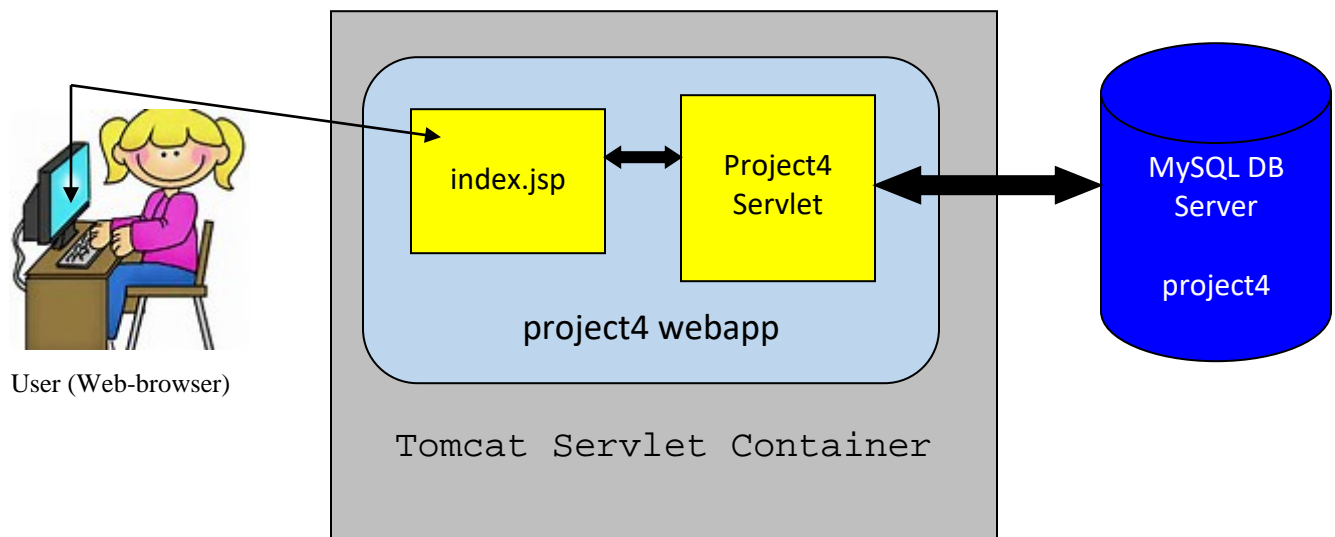 User (Web-browser)
index.jsp
Project4
Servlet
project4 webapp
Tomcat Servlet Container
MySQL DB
Server
project4